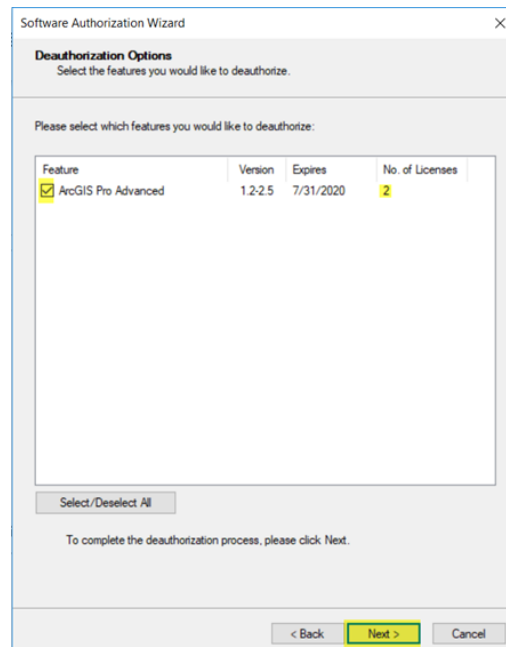 Software Authorization Wizard
Deauthorization Options
Select the features you would like to deauthorize.
Please select which features you would like to deauthorize:
Feature Version Expires No. of Licenses
ArcGIS Pro Advanced 1.2-2.5 7/31/2020 2
Select/Deselect All
To complete the deauthorization process, please click Next.
< Back Next > Cancel